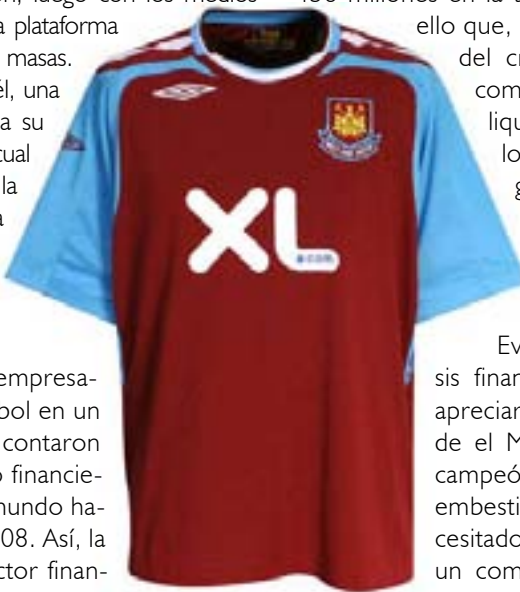 ón, luego con los medios
a plataforma
masas.
él, una
a su
cual
la
a
empresa-
bol en un
contaron
o financie-
mundo ha-
08. Así, la
ctor finan-
XL
.com
ello que,
del cr
com
liqu
lo
g
Ev
sis finan
apreciar
de el M
campeó
embesti
cesitado
un com